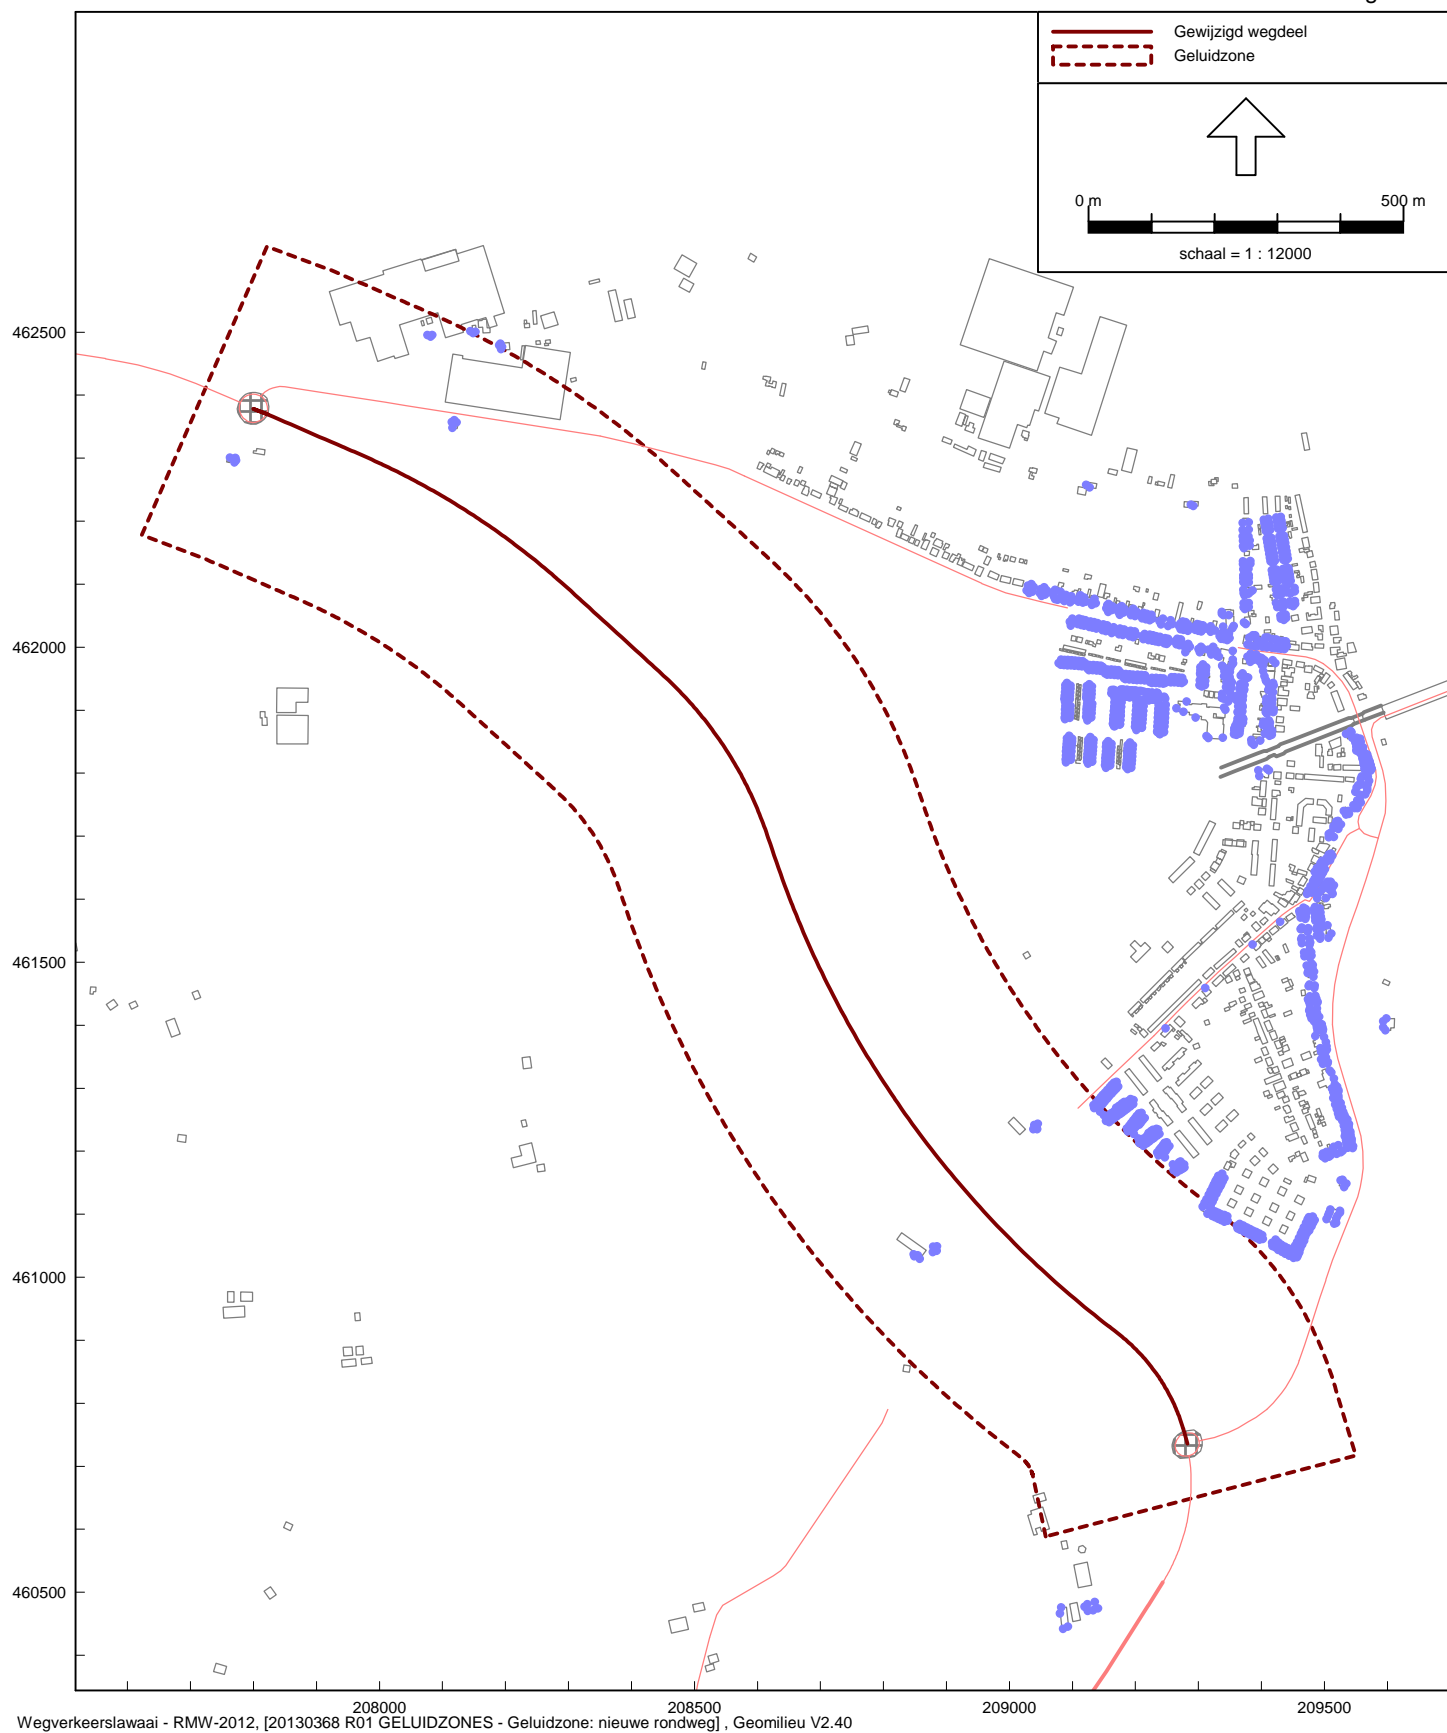 Gewijzigd wegdeel
Geluidzone
0 m 500 m
schaal = 1 : 12000
462500
462000
461500
461000
460500
208000 208500 209000 209500
Wegverkeerslawaai - RMW-2012, [20130368 R01 GELUIDZONES - Geluidzone: nieuwe rondweg] , Geomilieu V2.40